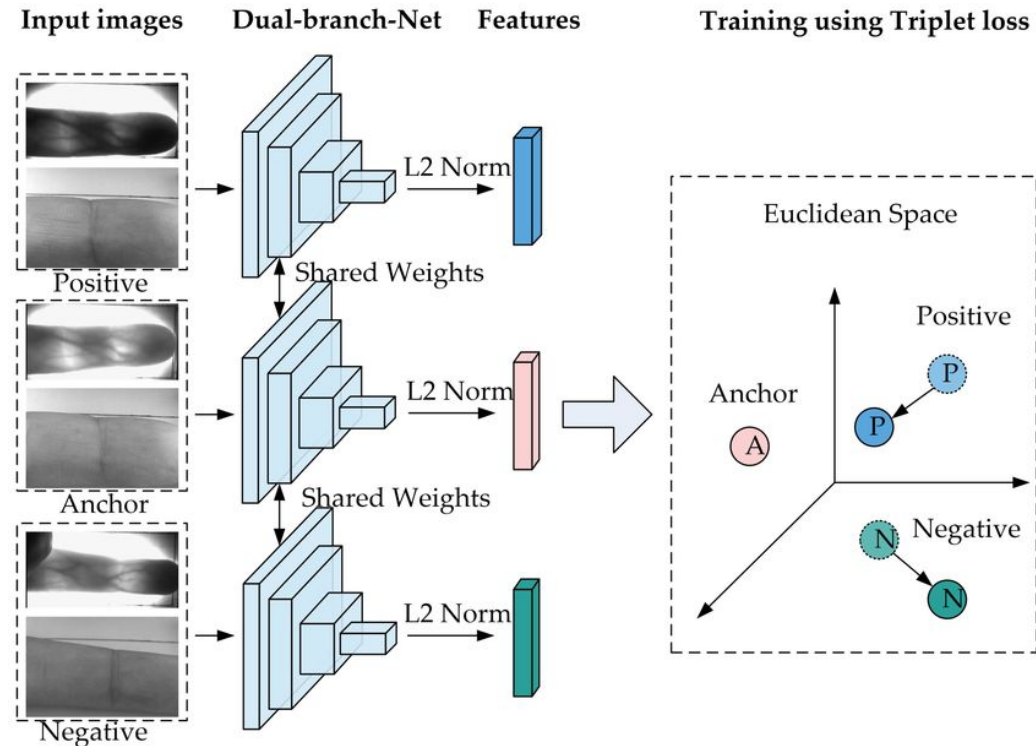 Input images
Dual-branch-Net
Features
Training using Triplet loss
L2 Norm
Positive
Shared Weights
L2 Norm
Anchor
Shared Weights
L2 Norm
Negative
Euclidean Space
Positive
P
P
Anchor
A
Negative
N
N